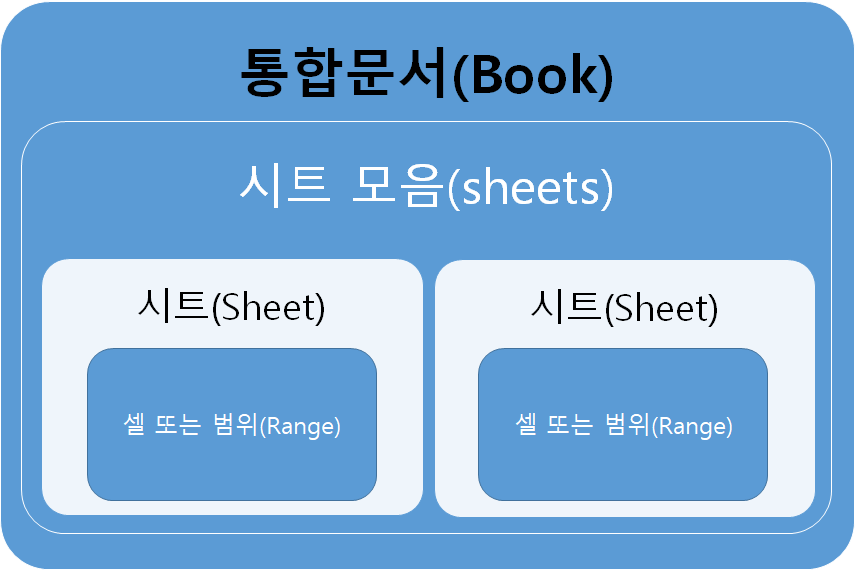 통합문서(Book)
시트 모음(sheets)
시트(Sheet)
셀 또는 범위(Range)
시트(Sheet)
셀 또는 범위(Range)